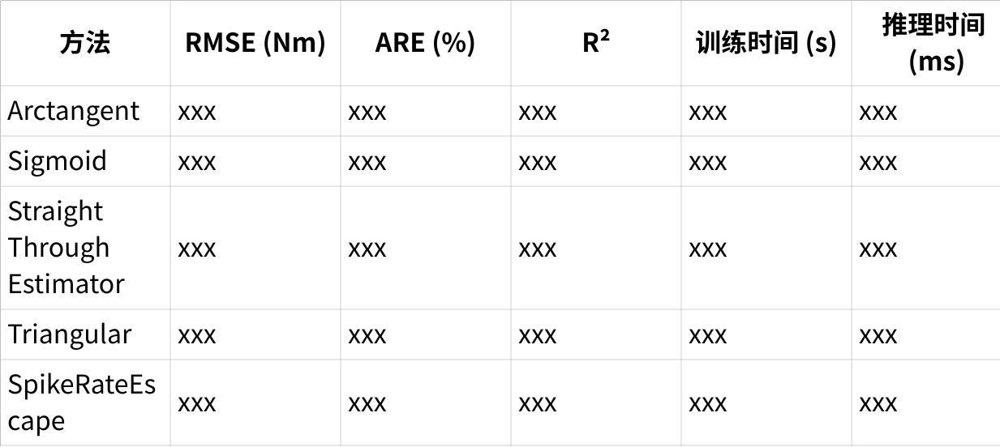 方法 RMSE (Nm) ARE (%) R² 训练时间 (s) 推理时间 (ms)
Arctangent xxx xxx xxx xxx xxx
Sigmoid xxx xxx xxx xxx xxx
Straight
Through xxx xxx xxx xxx xxx
Estimator
Triangular xxx xxx xxx xxx xxx
SpikeRateEs
cape xxx xxx xxx xxx xxx